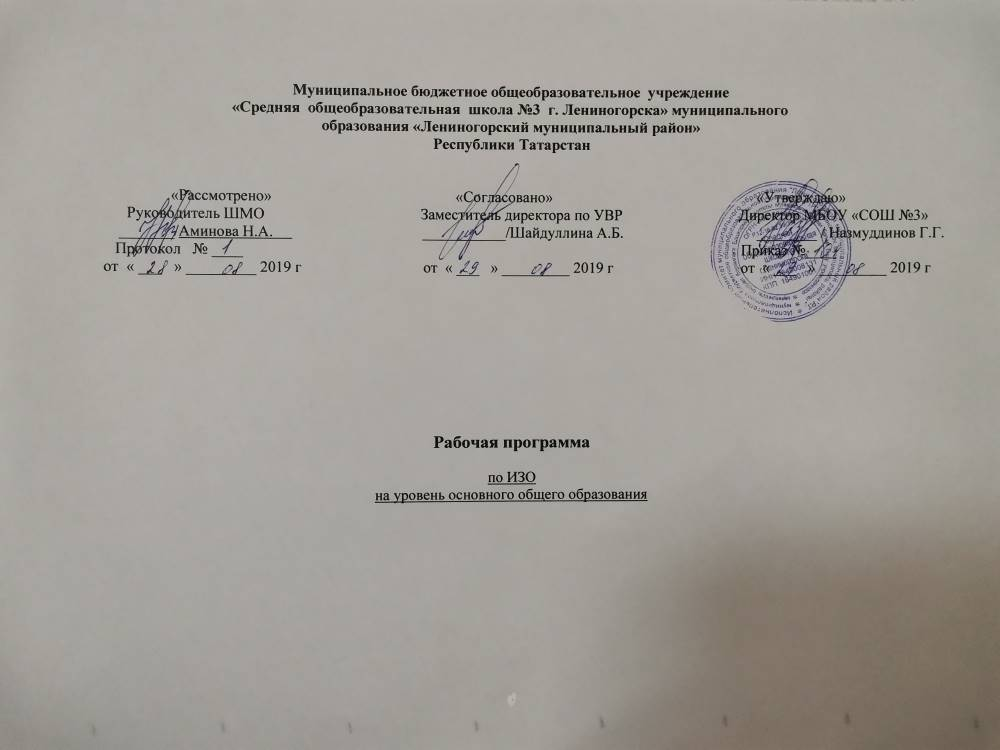 Муниципальное бюджетное общеобразовательное учреждение
«Средняя общеобразовательная школа №3 г. Лениногорска» муниципального
образования «Лениногорский муниципальный район»
Республики Татарстан
«Рассмотрено»
Руководитель ШМО
Аминова Н.А.
Протокол № 1
от « 28 » 08 2019 г
«Согласовано»
Заместитель директора по УВР
/Шайдуллина А.Б.
от « 29 » 08 2019 г
«Утверждаю»
Директор МБОУ «СОШ №3»
/ Назмуддинов Г.Г.
Приказ №
от « » 08 2019 г
Рабочая программа
по ИЗО
на уровень основного общего образования